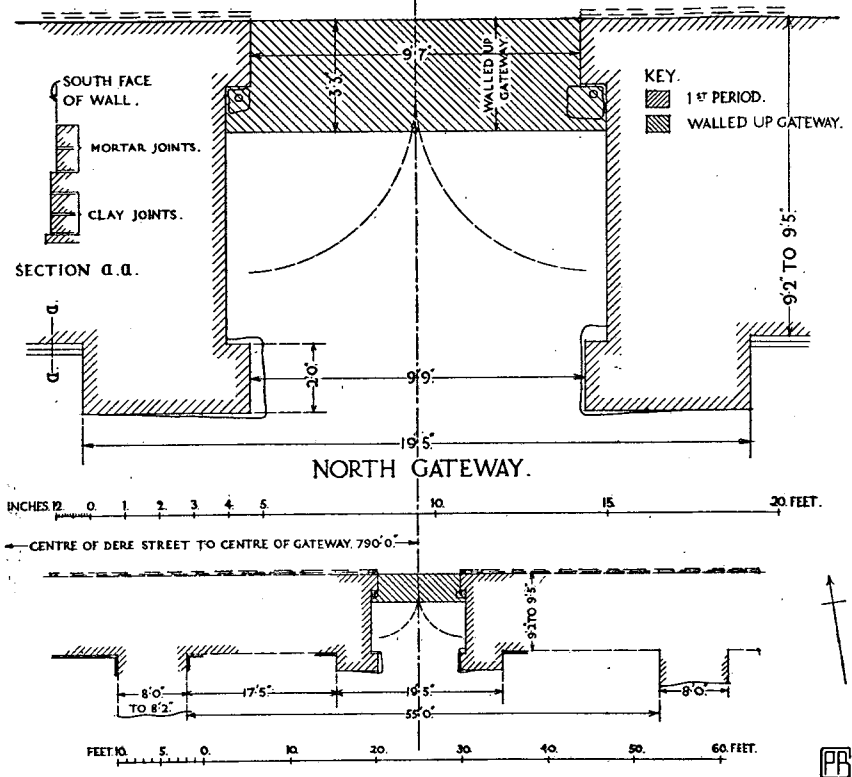 9'.7".
3'.3".
WALLED UP
GATEWAY.
SOUTH FACE
OF WALL.
MORTAR JOINTS.
CLAY JOINTS.
SECTION a.a.
KEY.
1ST PERIOD.
WALLED UP GATEWAY.
9'.2" TO 9'.5"
a.
a.
2'.0".
9'.9".
19'.5".
NORTH GATEWAY.
INCHES. 12. 0. 1. 2. 3. 4. 5. 10. 15. 20. FEET.
CENTRE OF DERE STREET TO CENTRE OF GATEWAY. 790'.0".
9'.2 TO 9'.5"
8'.0"
TO 8'.2"
17'.5".
19'.5"
8'.0".
55'.0".
FEET. 10. 5. 0. 10. 20. 30. 40. 50. 60. FEET.